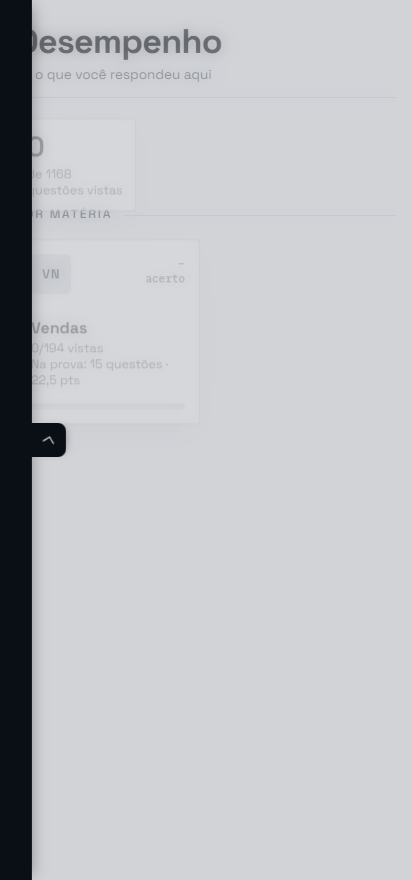 Desempenho
o que você respondeu aqui
0
de 1168
questões vistas
OR MATÉRIA
VN
–
acerto
Vendas
0/194 vistas
Na prova: 15 questões ·
22,5 pts